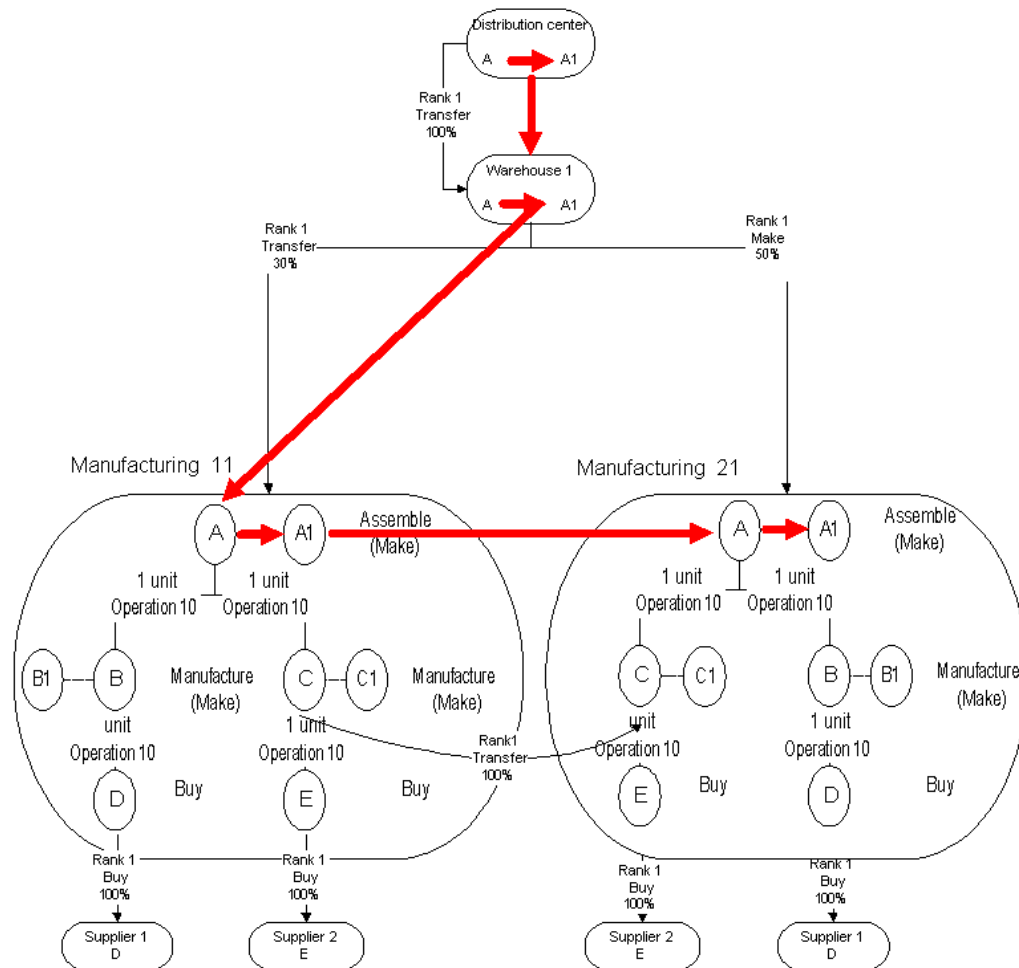 Distribution center
A A1
Rank 1
Transfer
100%
Warehouse 1
A A1
Rank 1
Transfer
30%
Rank 1
Make
50%
Manufacturing 11
Manufacturing 21
A A1 Assemble
(Make)
A A1 Assemble
(Make)
1 unit 1 unit
Operation 10 Operation 10
1 unit 1 unit
Operation 10 Operation 10
B1 B Manufacture
(Make)
C C1 Manufacture
(Make)
C C1
B B1 Manufacture
(Make)
unit
Operation 10
1 unit
Operation 10
Rank1
Transfer
100%
unit
Operation 10
1 unit
Operation 10
D Buy
E Buy
E Buy
D Buy
Rank 1
Buy
100%
Rank 1
Buy
100%
Rank 1
Buy
100%
Rank 1
Buy
100%
Supplier 1
D
Supplier 2
E
Supplier 2
E
Supplier 1
D